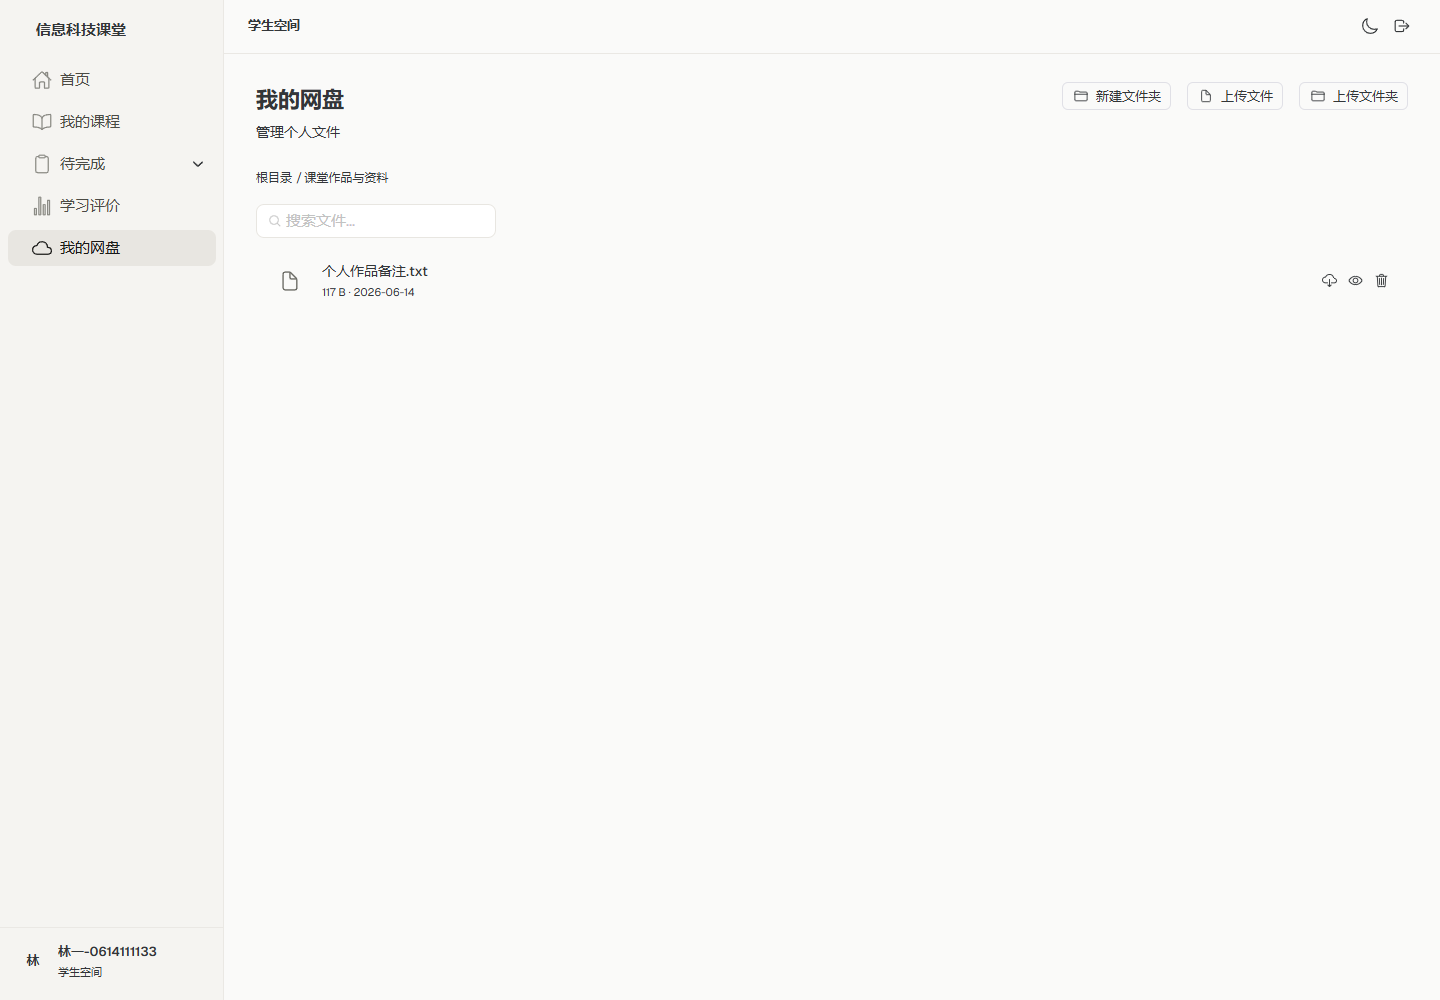 信息科技课堂
首页
我的课程
待完成
学习评价
我的网盘
林
林一-0614111133
学生空间
学生空间
我的网盘
管理个人文件
新建文件夹
上传文件
上传文件夹
根目录 / 课堂作品与资料
搜索文件...
个人作品备注.txt
117 B · 2026-06-14